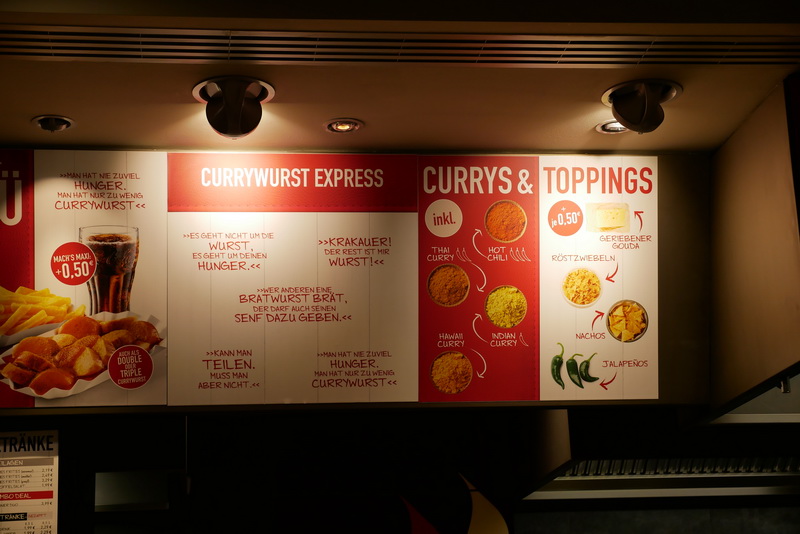 Ü
>>MAN HAT NIE ZUVIEL
HUNGER,
MAN HAT NUR ZU WENIG
CURRYWURST<<
MACH'S MAXI:
+0,50€
AUCH ALS
DOUBLE
ODER
TRIPLE
CURRYWURST
CURRYWURST EXPRESS
>>ES GEHT NICHT UM DIE
WURST,
ES GEHT UM DEINEN
HUNGER.<<
>>KRAKAUER!
DER REST IST MIR
WURST!<<
>>WER ANDEREN EINE
BRATWURST BRÄT,
DER DARF AUCH SEINEN
SENF DAZU GEBEN.<<
>>KANN MAN
TEILEN,
MUSS MAN
ABER NICHT.<<
>>MAN HAT NIE ZUVIEL
HUNGER,
MAN HAT NUR ZU WENIG
CURRYWURST<<
CURRYS &
inkl.
THAI
CURRY
HOT
CHILI
HAWAII
CURRY
INDIAN
CURRY
TOPPINGS
+
je 0,50€
GERIEBENER
GOUDA
RÖSTZWIEBELN
NACHOS
JALAPEÑOS
TRÄNKE